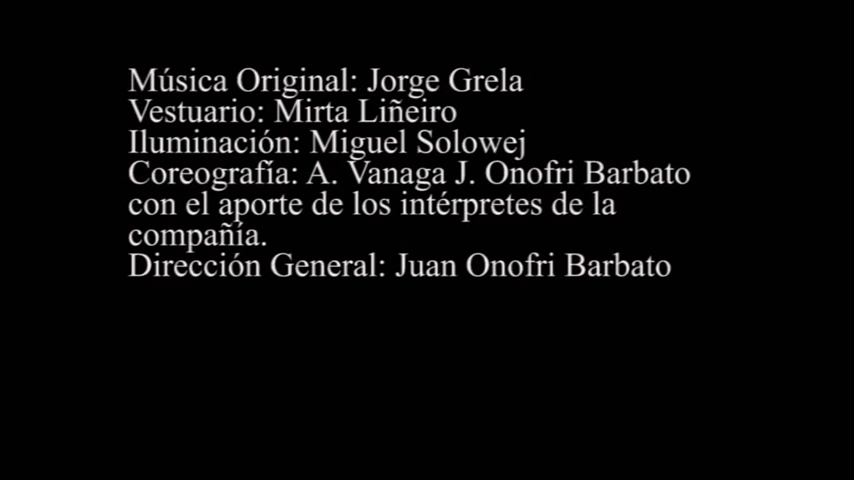 Música Original: Jorge Grela
Vestuario: Mirta Liñeiro
Iluminación: Miguel Solowej
Coreografía: A. Vanaga J. Onofri Barbato
con el aporte de los intérpretes de la
compañía.
Dirección General: Juan Onofri Barbato